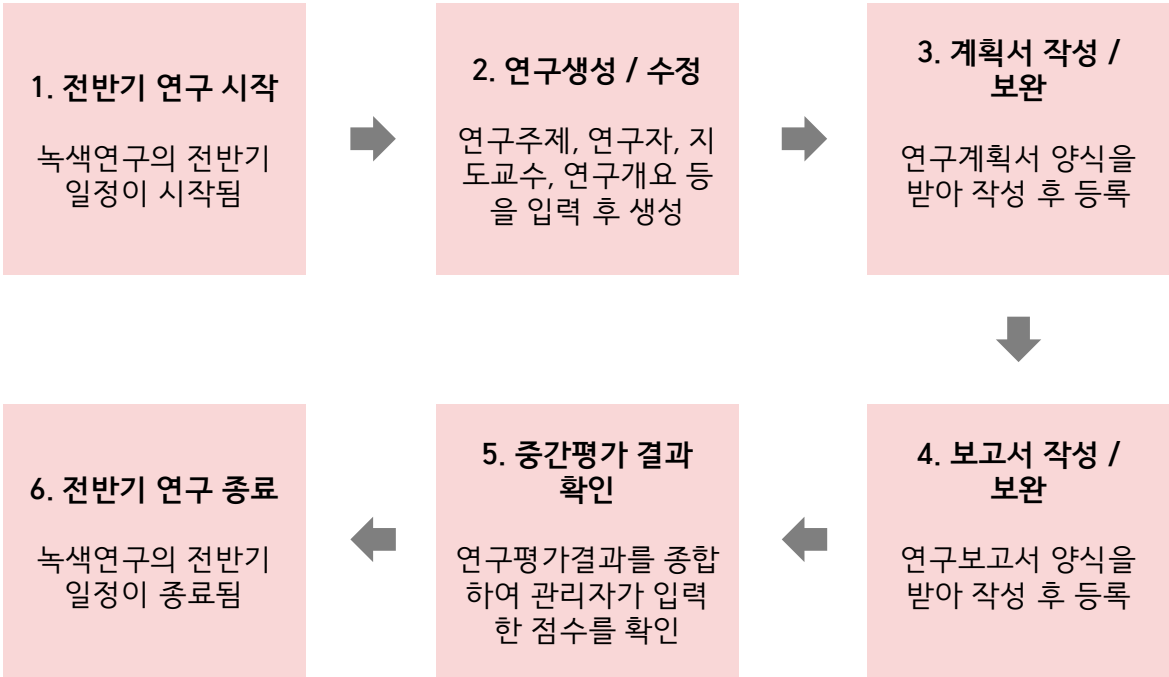 1. 전반기 연구 시작
녹색연구의 전반기
일정이 시작됨
2. 연구생성 / 수정
연구주제, 연구자, 지
도교수, 연구개요 등
을 입력 후 생성
3. 계획서 작성 /
보완
연구계획서 양식을
받아 작성 후 등록
4. 보고서 작성 /
보완
연구보고서 양식을
받아 작성 후 등록
5. 중간평가 결과
확인
연구평가결과를 종합
하여 관리자가 입력
한 점수를 확인
6. 전반기 연구 종료
녹색연구의 전반기
일정이 종료됨